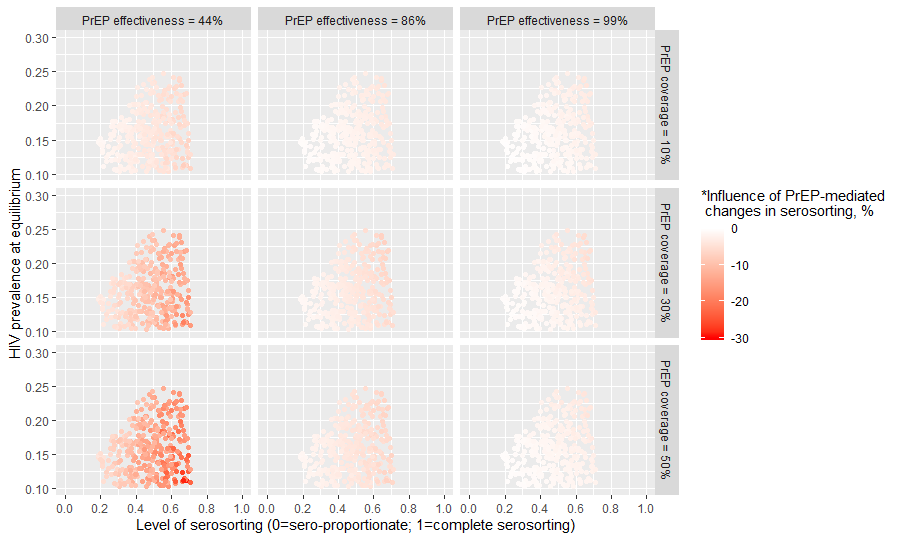 PrEP effectiveness = 44%
PrEP effectiveness = 86%
PrEP effectiveness = 99%
HIV prevalence at equilibrium
0.30
0.25
0.20
0.15
0.10
PrEP coverage = 10%
0.30
0.25
0.20
0.15
0.10
PrEP coverage = 30%
0.30
0.25
0.20
0.15
0.10
PrEP coverage = 50%
0.0 0.2 0.4 0.6 0.8 1.0
0.0 0.2 0.4 0.6 0.8 1.0
0.0 0.2 0.4 0.6 0.8 1.0
Level of serosorting (0=sero-proportionate; 1=complete serosorting)
*Influence of PrEP-mediated
changes in serosorting, %
0
-10
-20
-30